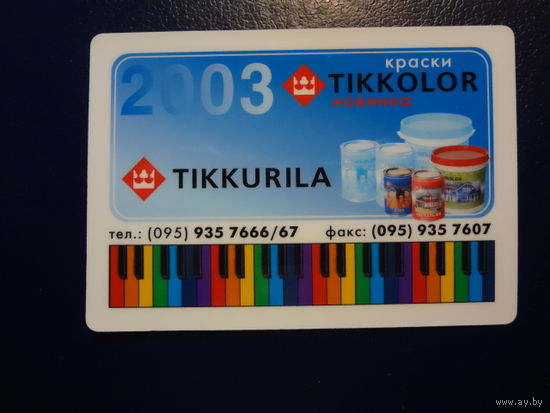 2003
краски
TIKKOLOR
новинка
TIKKURILA
тел.: (095) 935 7666/67 факс: (095) 935 7607
www.ay.by